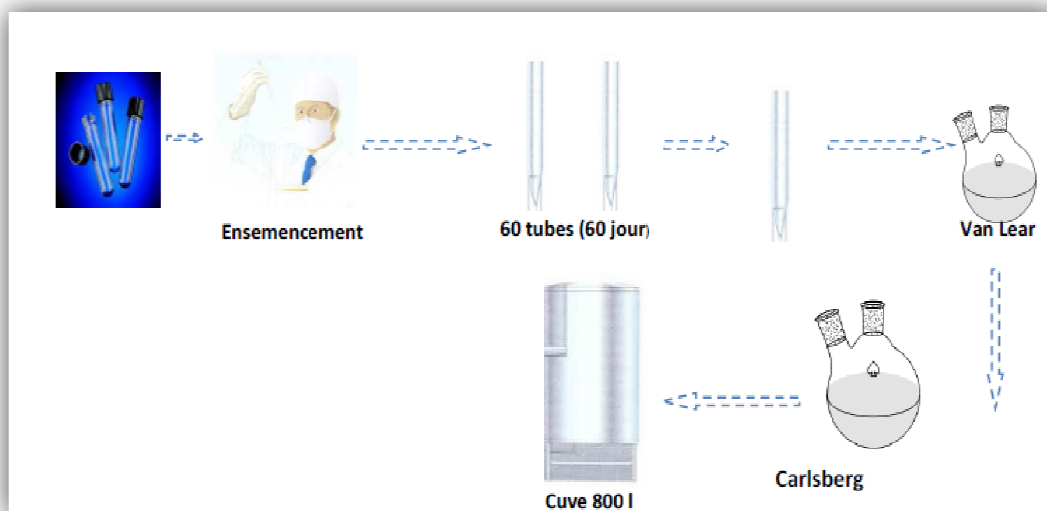 Ensemencement
60 tubes (60 jour)
Van Lear
Carlsberg
Cuve 800 l